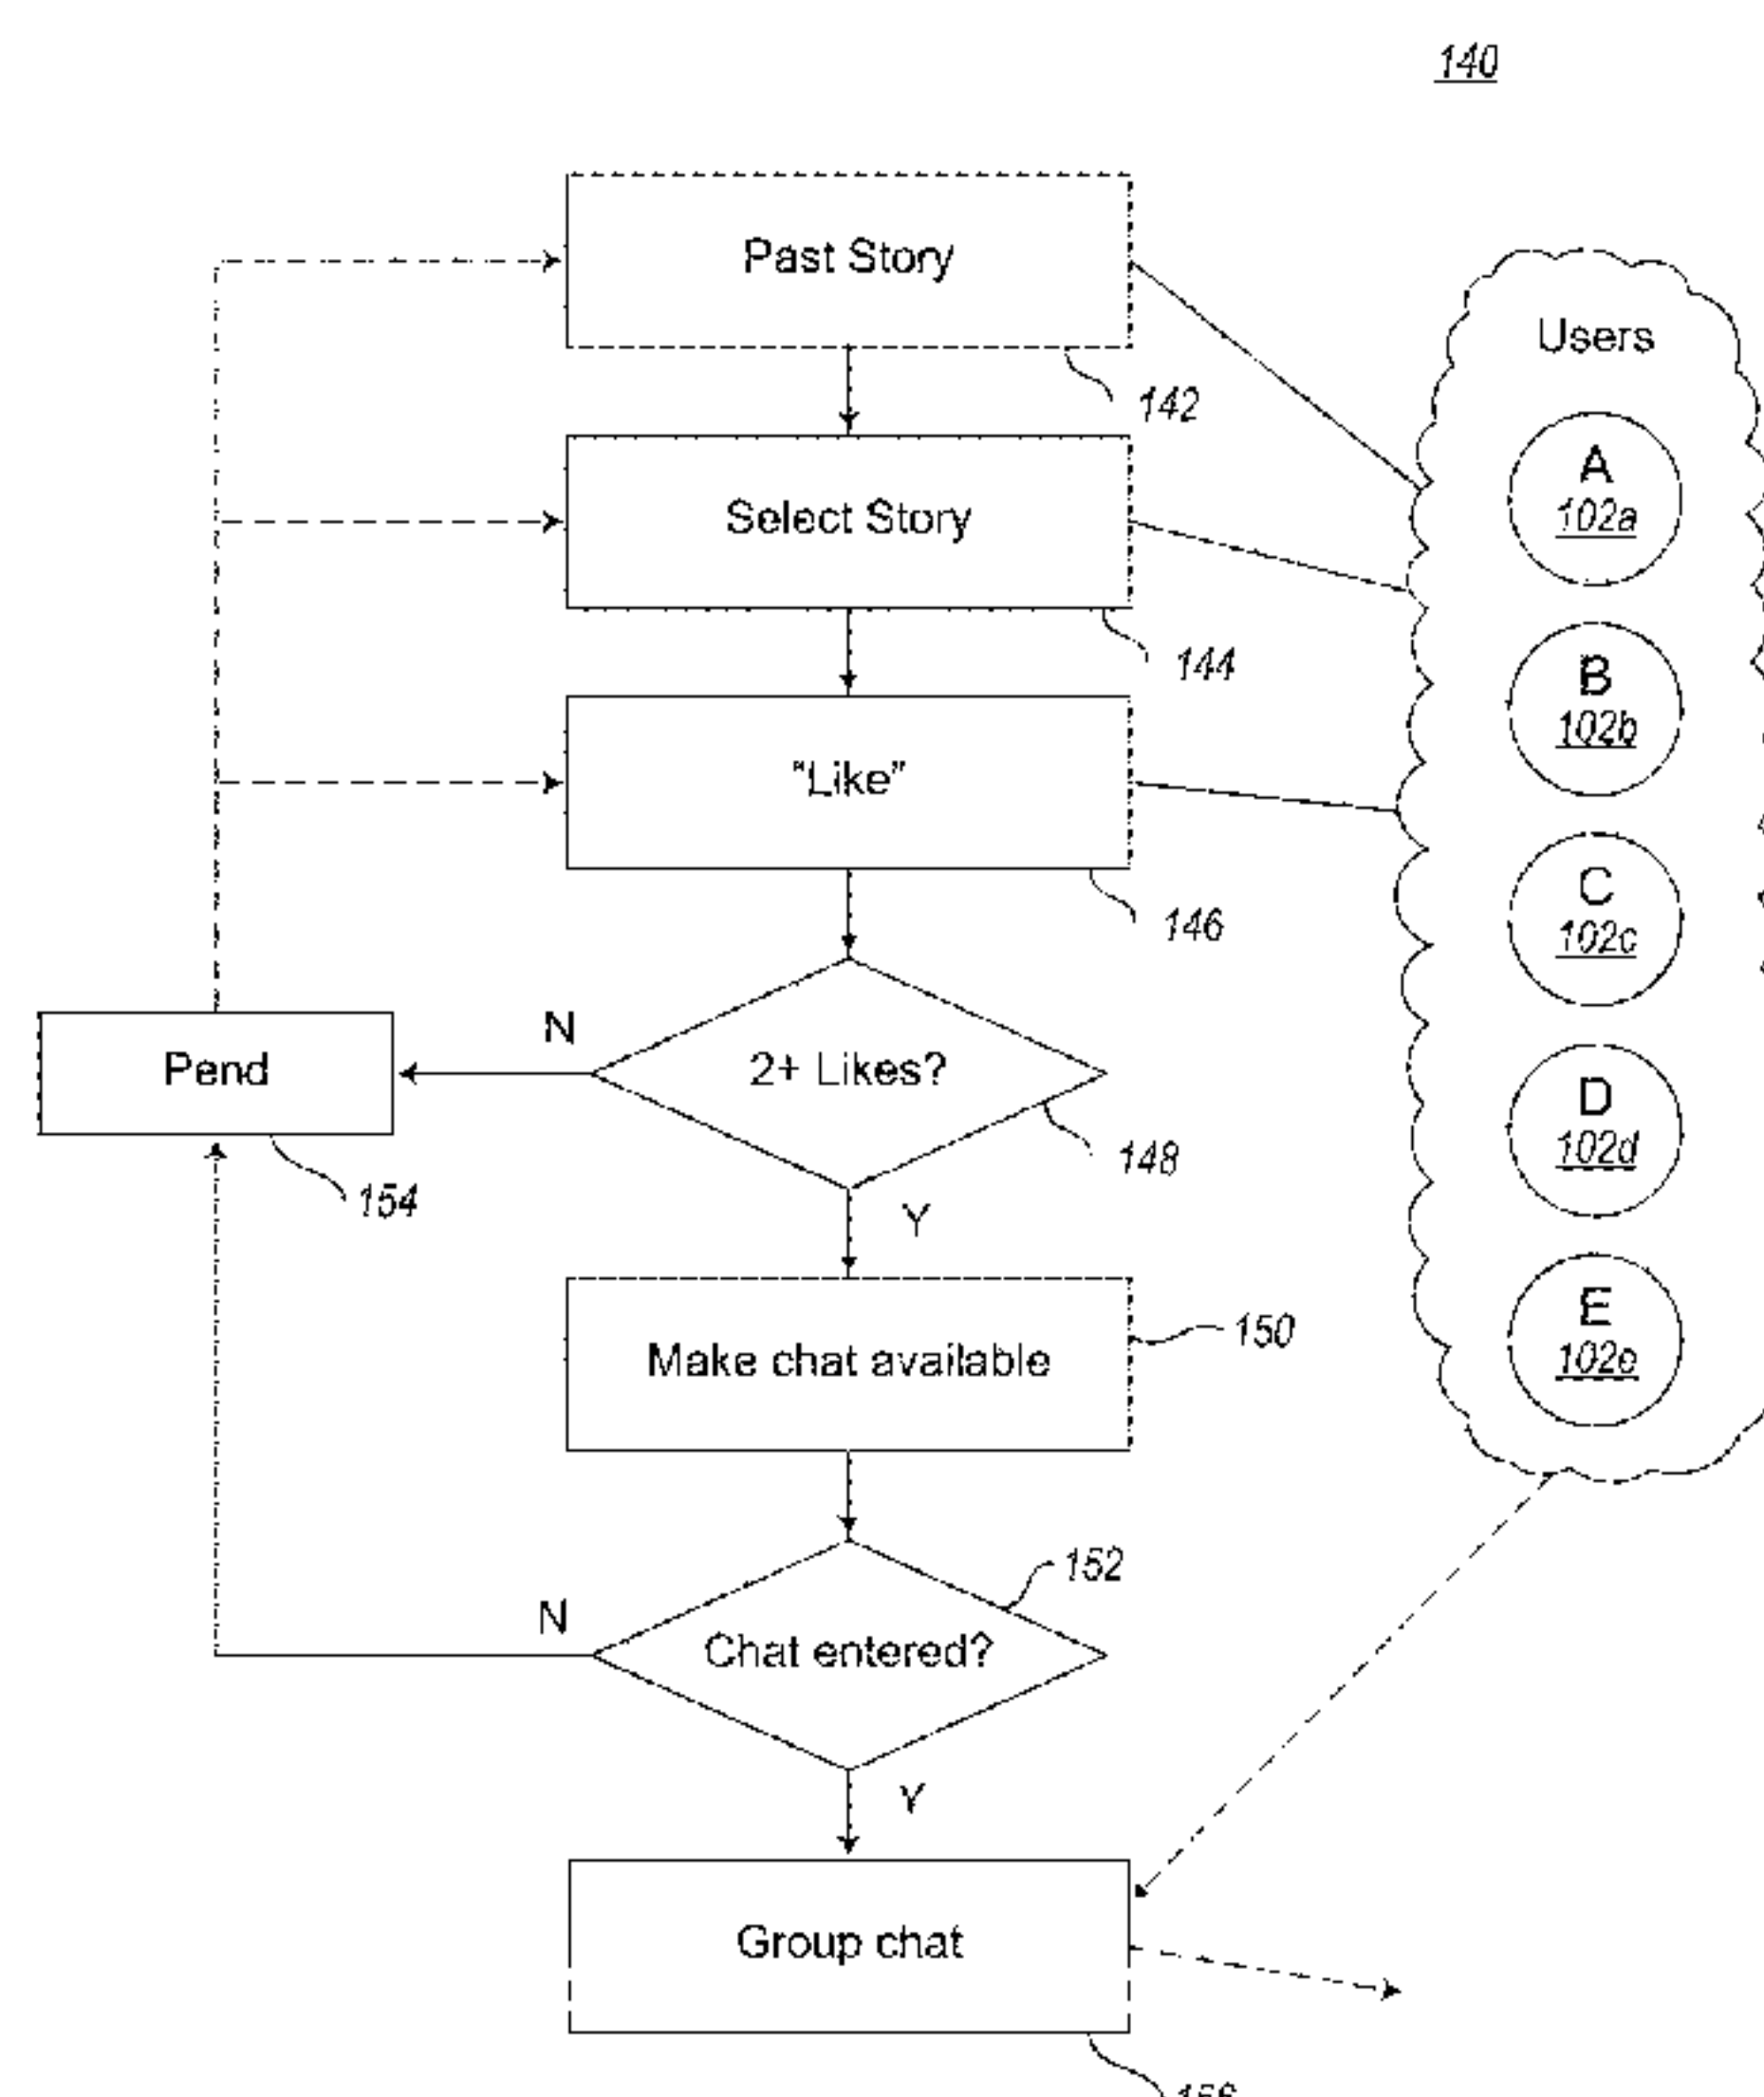 140
Past Story
142
Users
A
102a
Select Story
144
B
102b
"Like"
146
C
102c
N
2+ Likes?
Pend
148
154
D
102d
Y
E
102e
Make chat available
150
N
Chat entered?
152
Y
Group chat